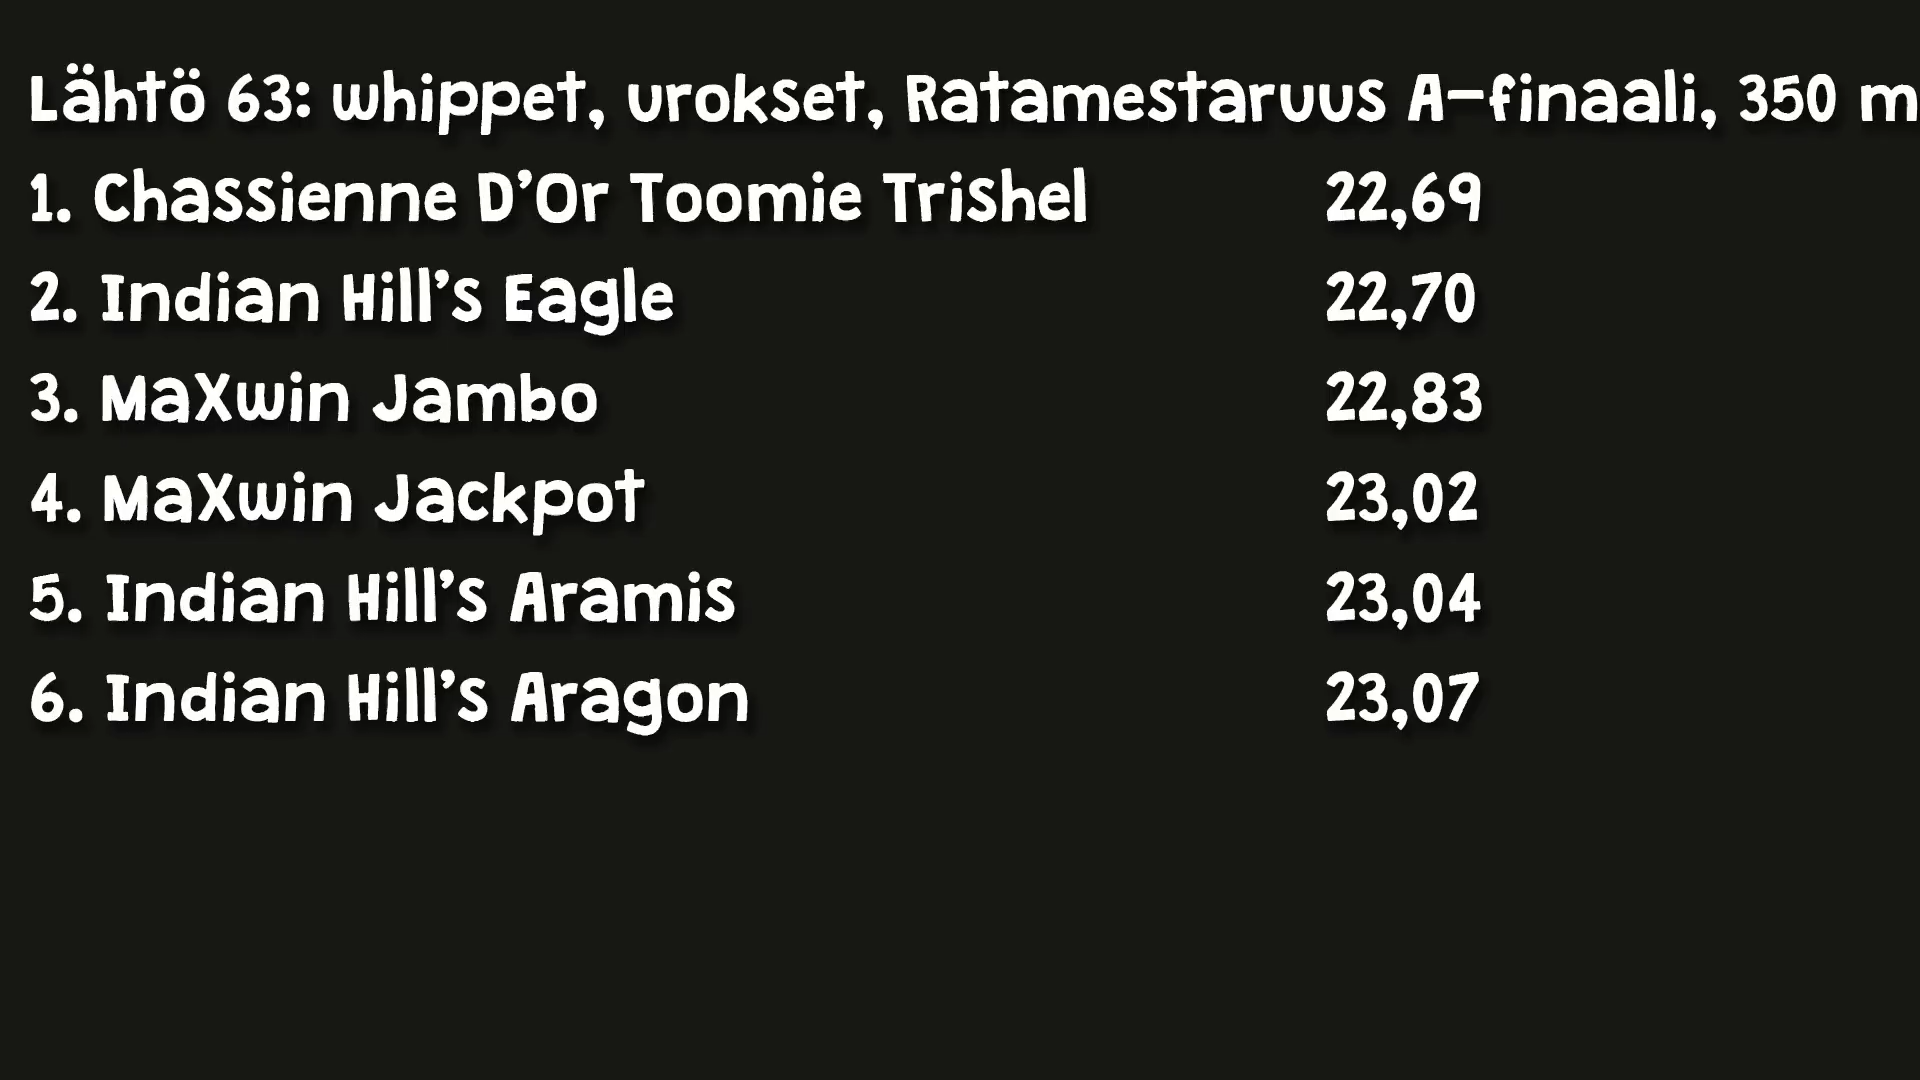 Lähtö 63: whippet, urokset, Ratamestaruus A-finaali, 350 m
1. Chassienne D'Or Toomie Trishel 22,69
2. Indian Hill's Eagle 22,70
3. MaXwin Jambo 22,83
4. MaXwin Jackpot 23,02
5. Indian Hill's Aramis 23,04
6. Indian Hill's Aragon 23,07